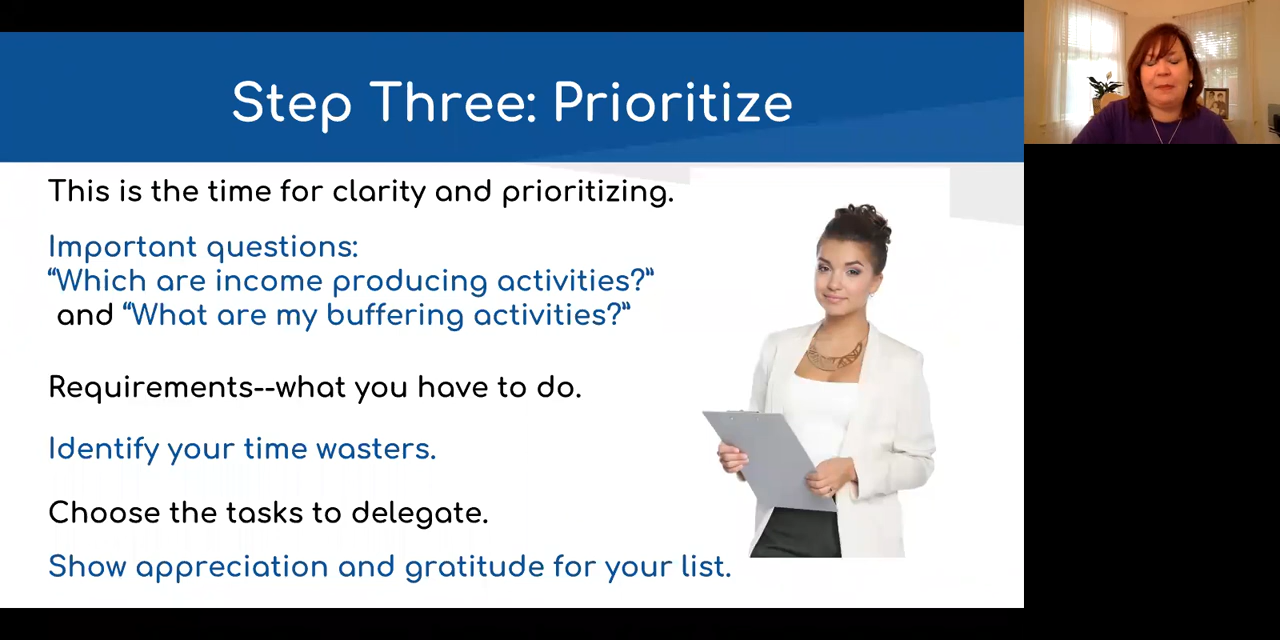 Step Three: Prioritize
This is the time for clarity and prioritizing.
Important questions:
“Which are income producing activities?”
and “What are my buffering activities?”
Requirements--what you have to do.
Identify your time wasters.
Choose the tasks to delegate.
Show appreciation and gratitude for your list.